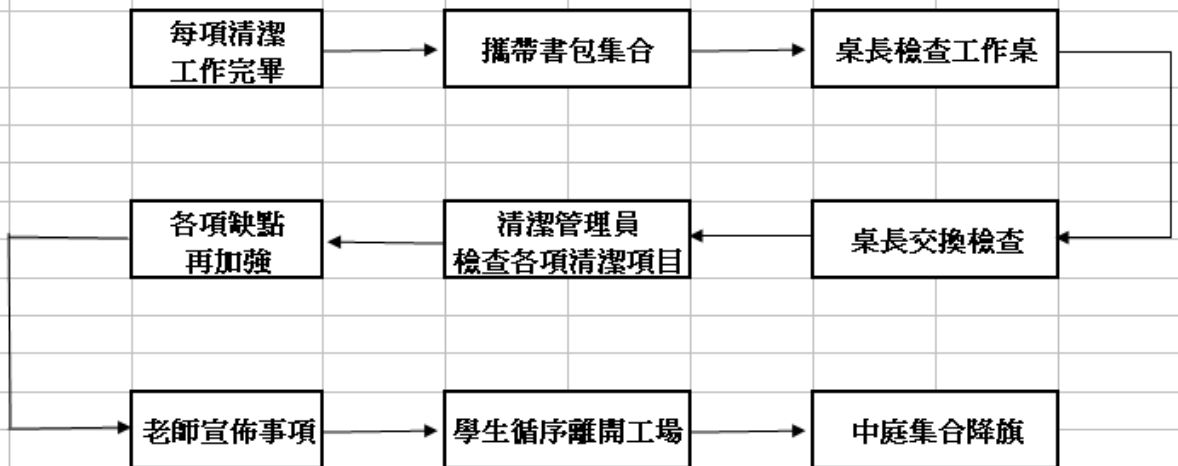 每項清潔
工作完畢
攜帶書包集合
桌長檢查工作桌
桌長交換檢查
清潔管理員
檢查各項清潔項目
各項缺點
再加強
老師宣佈事項
學生循序離開工場
中庭集合降旗